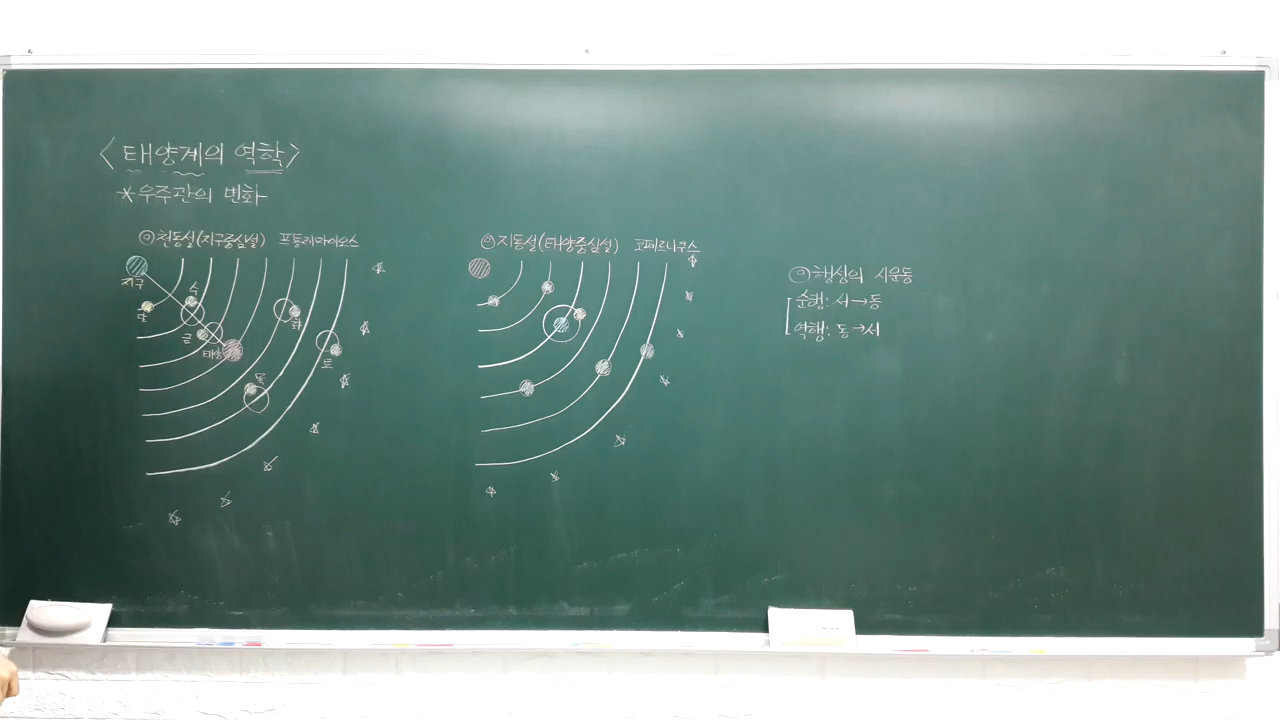 <태양계의 역학>
*우주관의 변화
㉠천동설(지구중심설) 프톨레마이오스
지구
수
달
금
태양
화
목
토
㉡지동설(태양중심설) 코페르니쿠스
㉠행성의 시운동
순행: 서→동
역행: 동→서